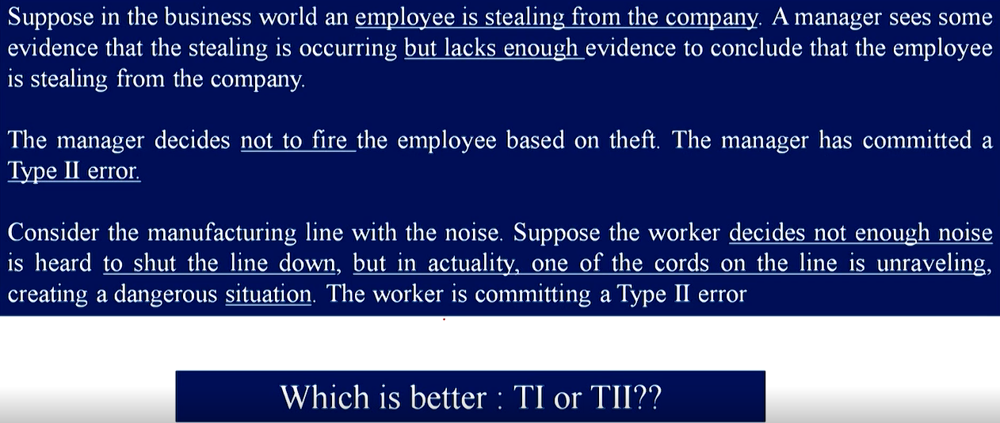 Suppose in the business world an employee is stealing from the company. A manager sees some
evidence that the stealing is occurring but lacks enough evidence to conclude that the employee
is stealing from the company.
The manager decides not to fire the employee based on theft. The manager has committed a
Type II error.
Consider the manufacturing line with the noise. Suppose the worker decides not enough noise
is heard to shut the line down, but in actuality, one of the cords on the line is unraveling,
creating a dangerous situation. The worker is committing a Type II error
Which is better : TI or TII??